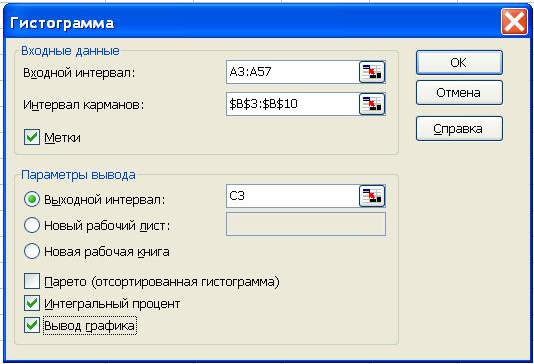 Гистограмма
Входные данные
Входной интервал: A3:A57
Интервал карманов: $B$3:$B$10
Метки
OK
Отмена
Справка
Параметры вывода
Выходной интервал: C3
Новый рабочий лист:
Новая рабочая книга
Парето (отсортированная гистограмма)
Интегральный процент
Вывод графика